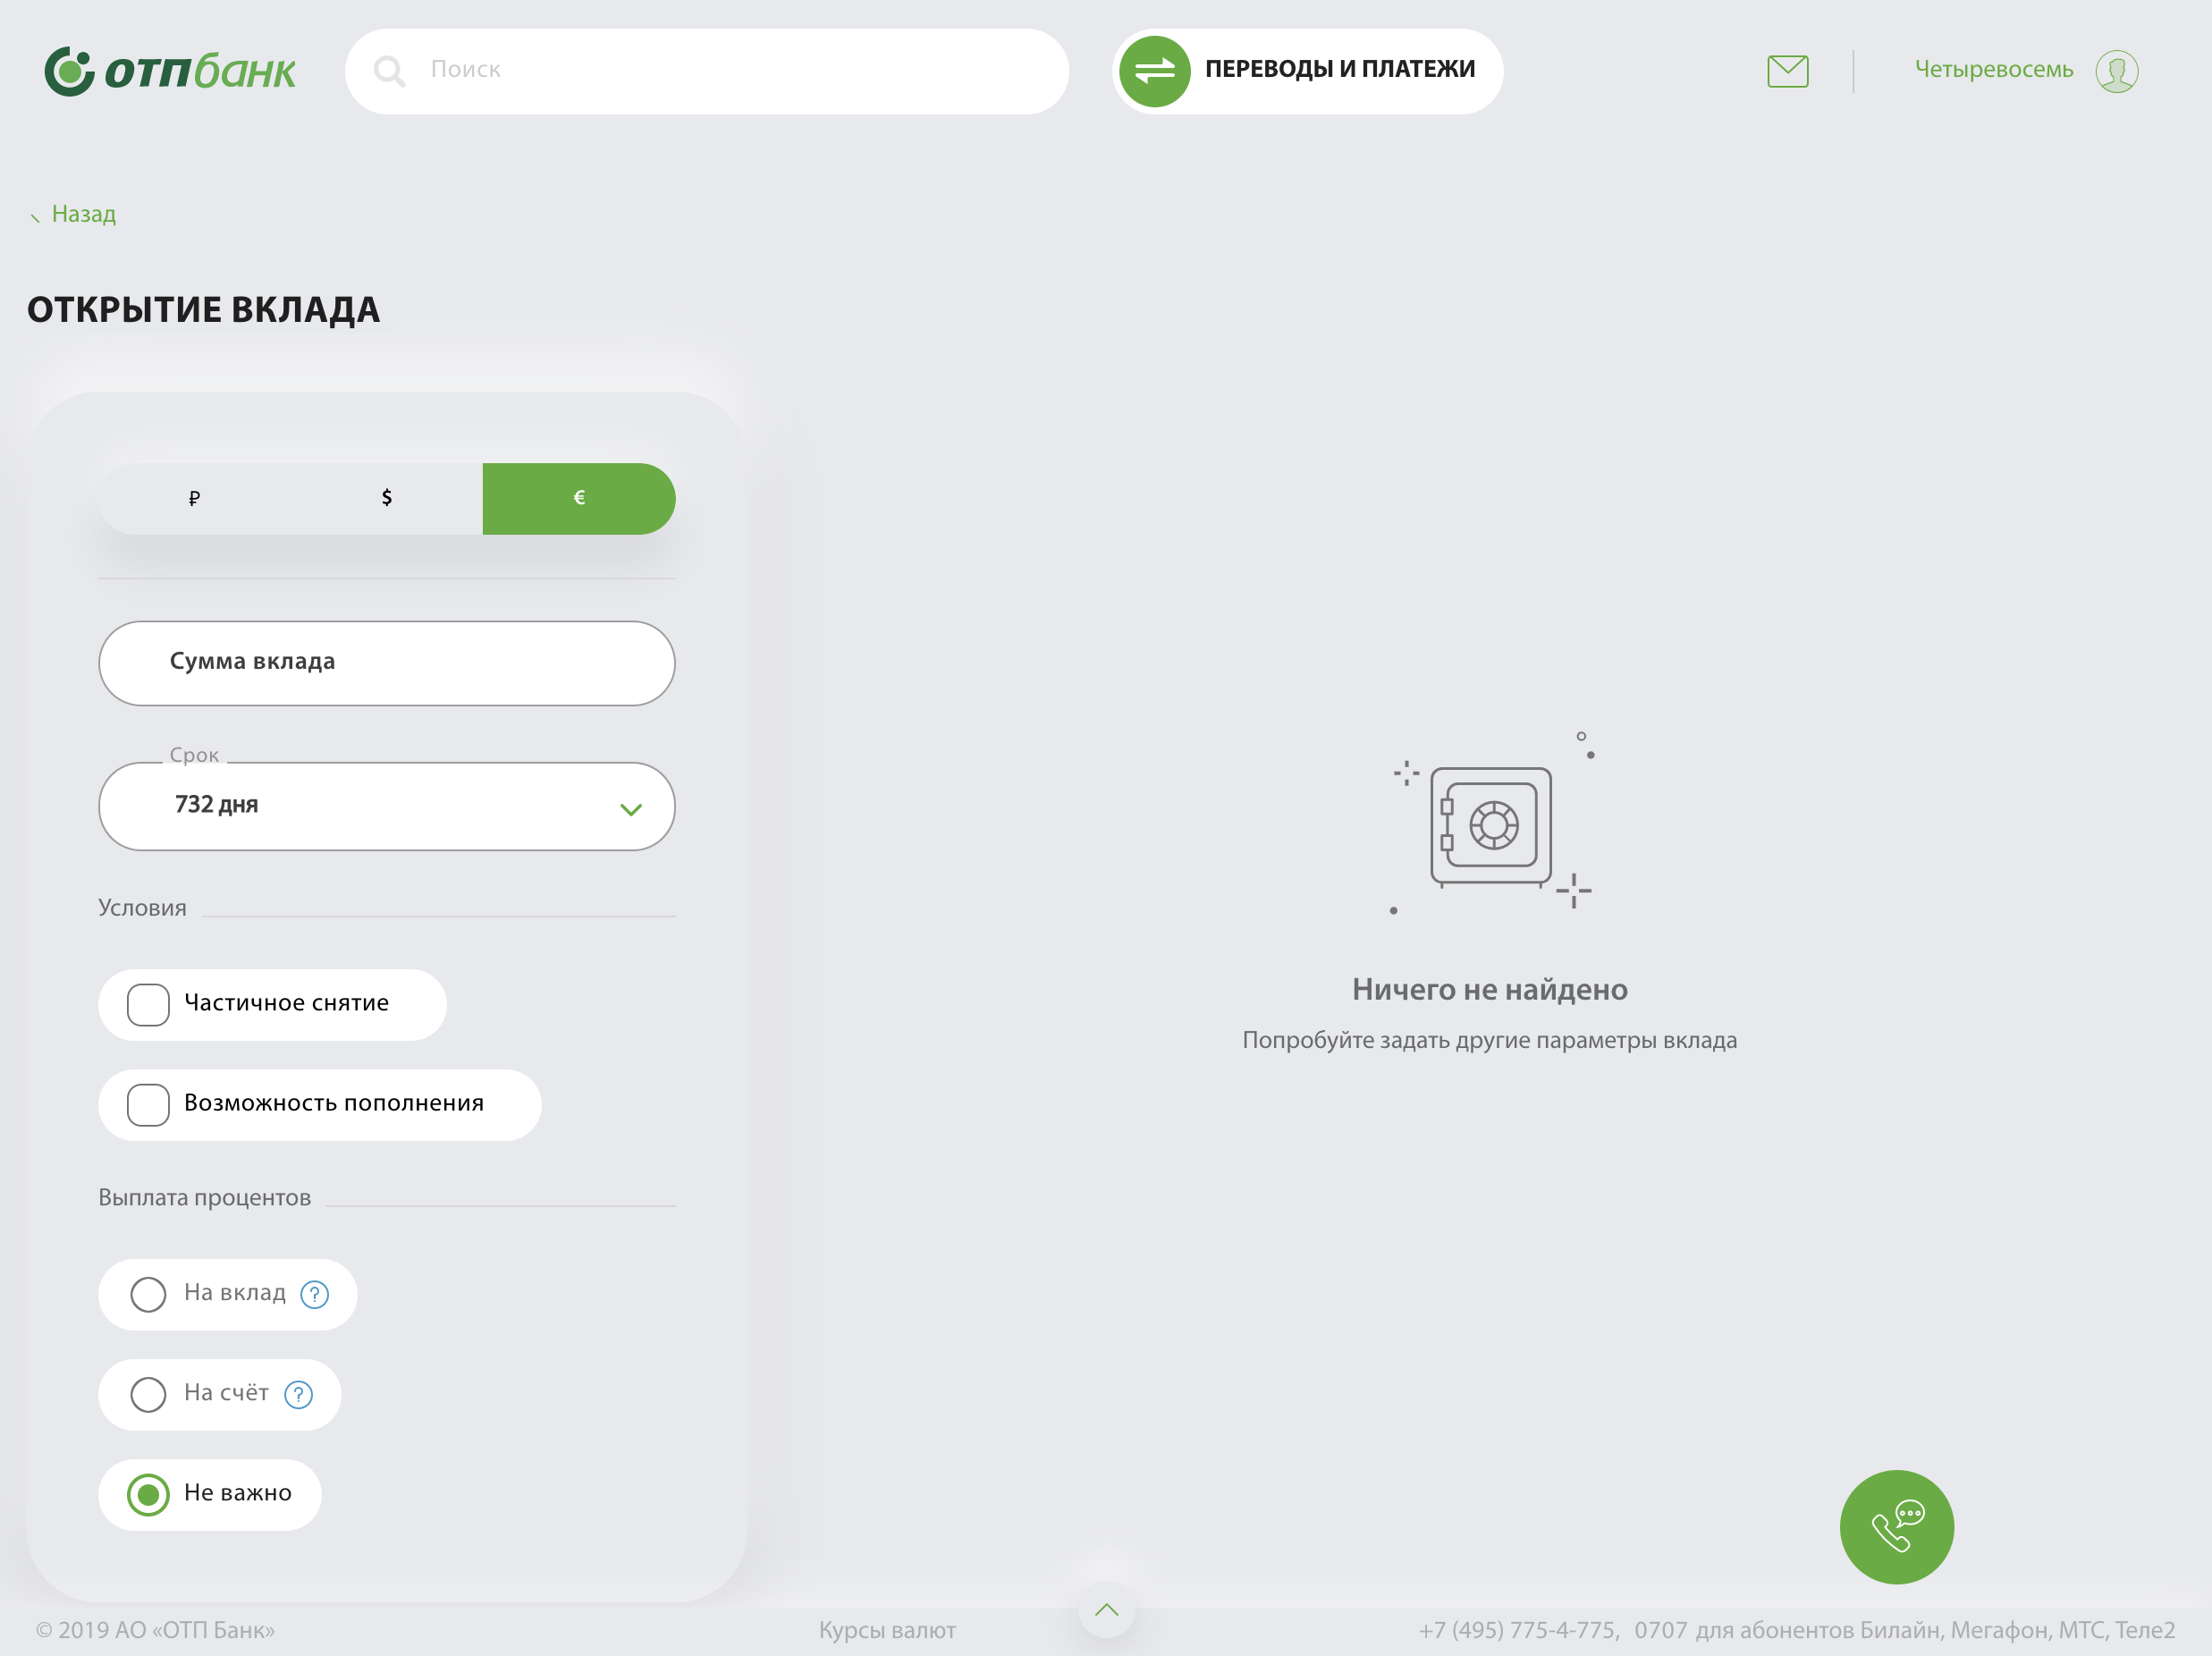 отпбанк
Поиск
ПЕРЕВОДЫ И ПЛАТЕЖИ
Четыревосемь
Назад
ОТКРЫТИЕ ВКЛАДА
₽ $ €
Сумма вклада
Срок
732 дня
Условия
Частичное снятие
Возможность пополнения
Выплата процентов
На вклад ?
На счёт ?
Не важно
Ничего не найдено
Попробуйте задать другие параметры вклада
© 2019 АО «ОТП Банк»
Курсы валют
+7 (495) 775-4-775, 0707 для абонентов Билайн, Мегафон, МТС, Теле2